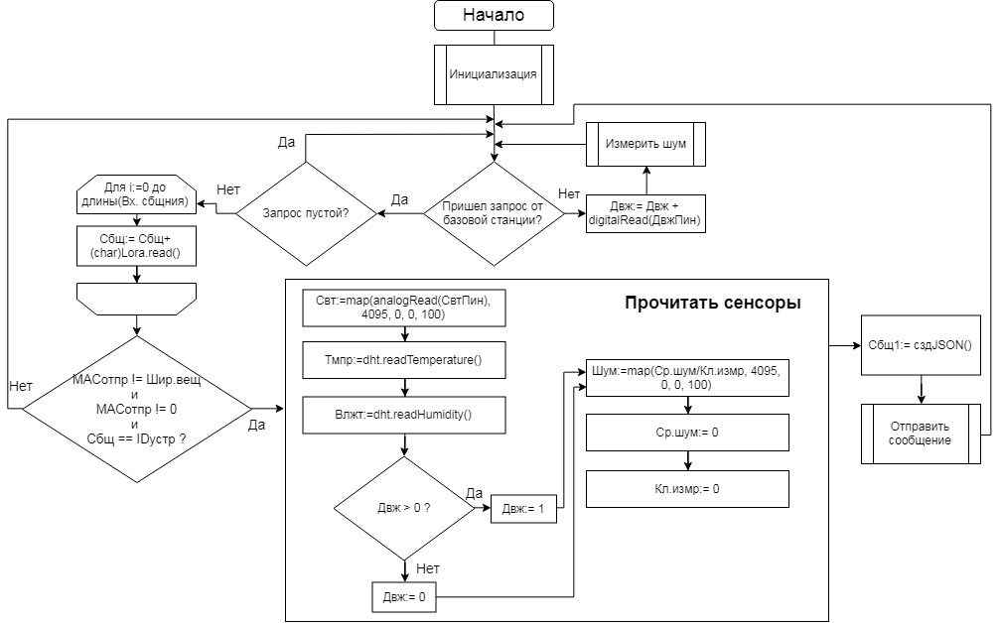 Начало
Инициализация
Измерить шум
Да
Для i:=0 до
длины(Вх. сбщния)
Нет
Запрос пустой?
Да
Пришел запрос от
базовой станции?
Нет
Двж:= Двж +
digitalRead(ДвжПин)
Сбщ:= Сбщ+
(char)Lora.read()
Прочитать сенсоры
Свт:=map(analogRead(СвтПин),
4095, 0, 0, 100)
Тмпр:=dht.readTemperature()
Влжт:=dht.readHumidity()
Шум:=map(Ср.шум/Кл.измр, 4095,
0, 0, 100)
Ср.шум:= 0
Кл.измр:= 0
Сбщ1:= сздJSON()
Отправить
сообщение
Нет
MACотпр != Шир.вещ
и
MACотпр != 0
и
Сбщ == IDустр ?
Да
Двж > 0 ?
Да
Двж:= 1
Нет
Двж:= 0